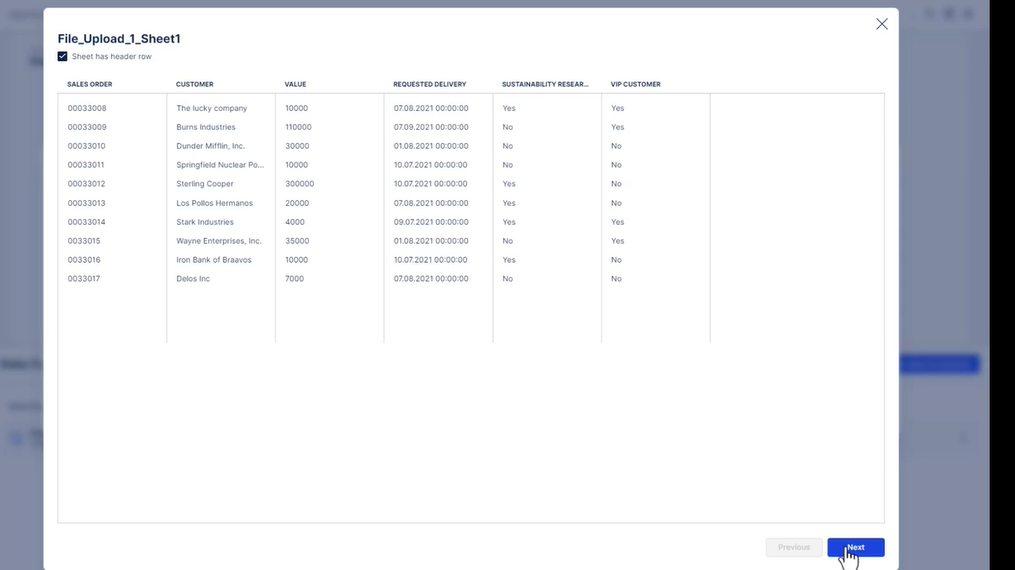 File_Upload_1_Sheet1
Sheet has header row
SALES ORDER CUSTOMER VALUE REQUESTED DELIVERY SUSTAINABILITY RESEAR... VIP CUSTOMER
00033008 The lucky company 10000 07.08.2021 00:00:00 Yes Yes
00033009 Burns Industries 110000 07.09.2021 00:00:00 No Yes
00033010 Dunder Mifflin, Inc. 30000 01.08.2021 00:00:00 No No
00033011 Springfield Nuclear Po... 10000 10.07.2021 00:00:00 No No
00033012 Sterling Cooper 300000 10.07.2021 00:00:00 Yes No
00033013 Los Pollos Hermanos 20000 07.08.2021 00:00:00 Yes No
00033014 Stark Industries 4000 09.07.2021 00:00:00 Yes Yes
0033015 Wayne Enterprises, Inc. 35000 01.08.2021 00:00:00 No Yes
0033016 Iron Bank of Braavos 10000 10.07.2021 00:00:00 Yes No
0033017 Delos Inc 7000 07.08.2021 00:00:00 No No
Previous Next